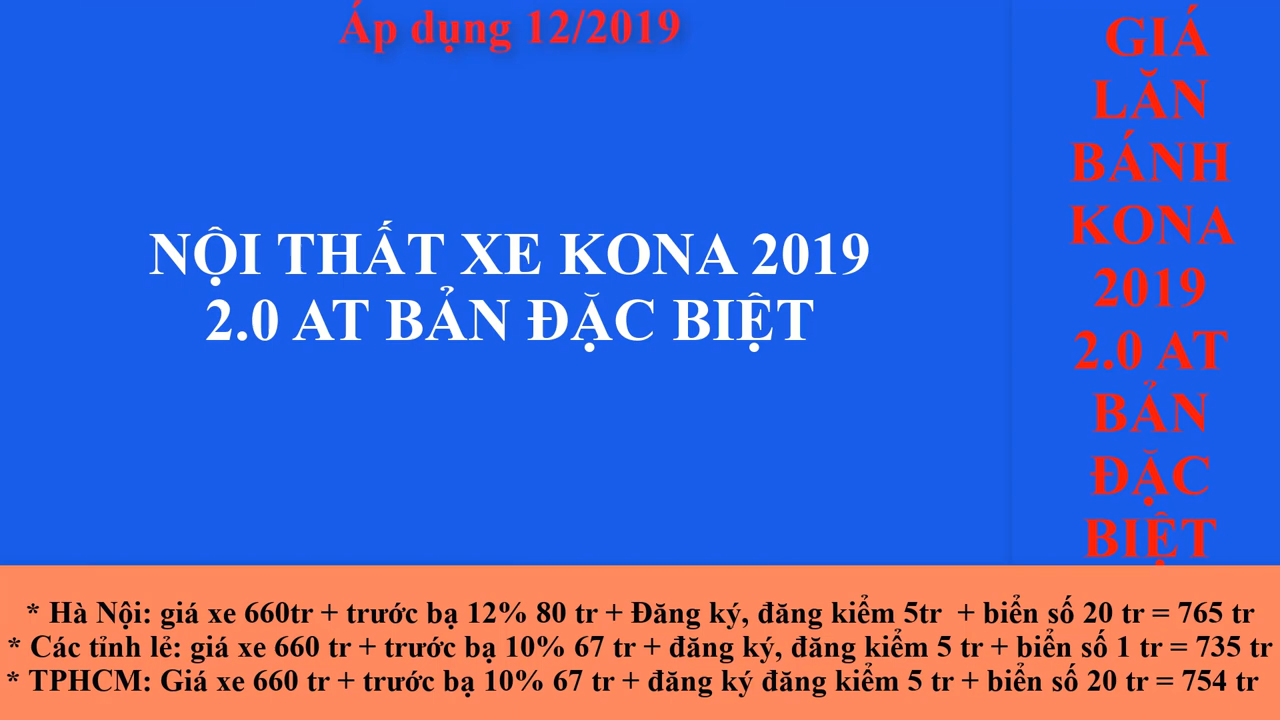 Áp dụng 12/2019
NỘI THẤT XE KONA 2019
2.0 AT BẢN ĐẶC BIỆT
GIÁ
LĂN
BÁNH
KONA
2019
2.0 AT
BẢN
ĐẶC
BIỆT
* Hà Nội: giá xe 660tr + trước bạ 12% 80 tr + Đăng ký, đăng kiểm 5tr + biển số 20 tr = 765 tr
* Các tỉnh lẻ: giá xe 660 tr + trước bạ 10% 67 tr + đăng ký, đăng kiểm 5 tr + biển số 1 tr = 735 tr
* TPHCM: Giá xe 660 tr + trước bạ 10% 67 tr + đăng ký đăng kiểm 5 tr + biển số 20 tr = 754 tr